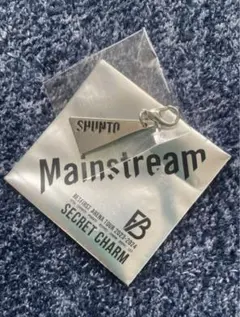 SHUNTO
Mainstream
BE:FIRST ARENA TOUR 2023-2024
SECRET CHARM